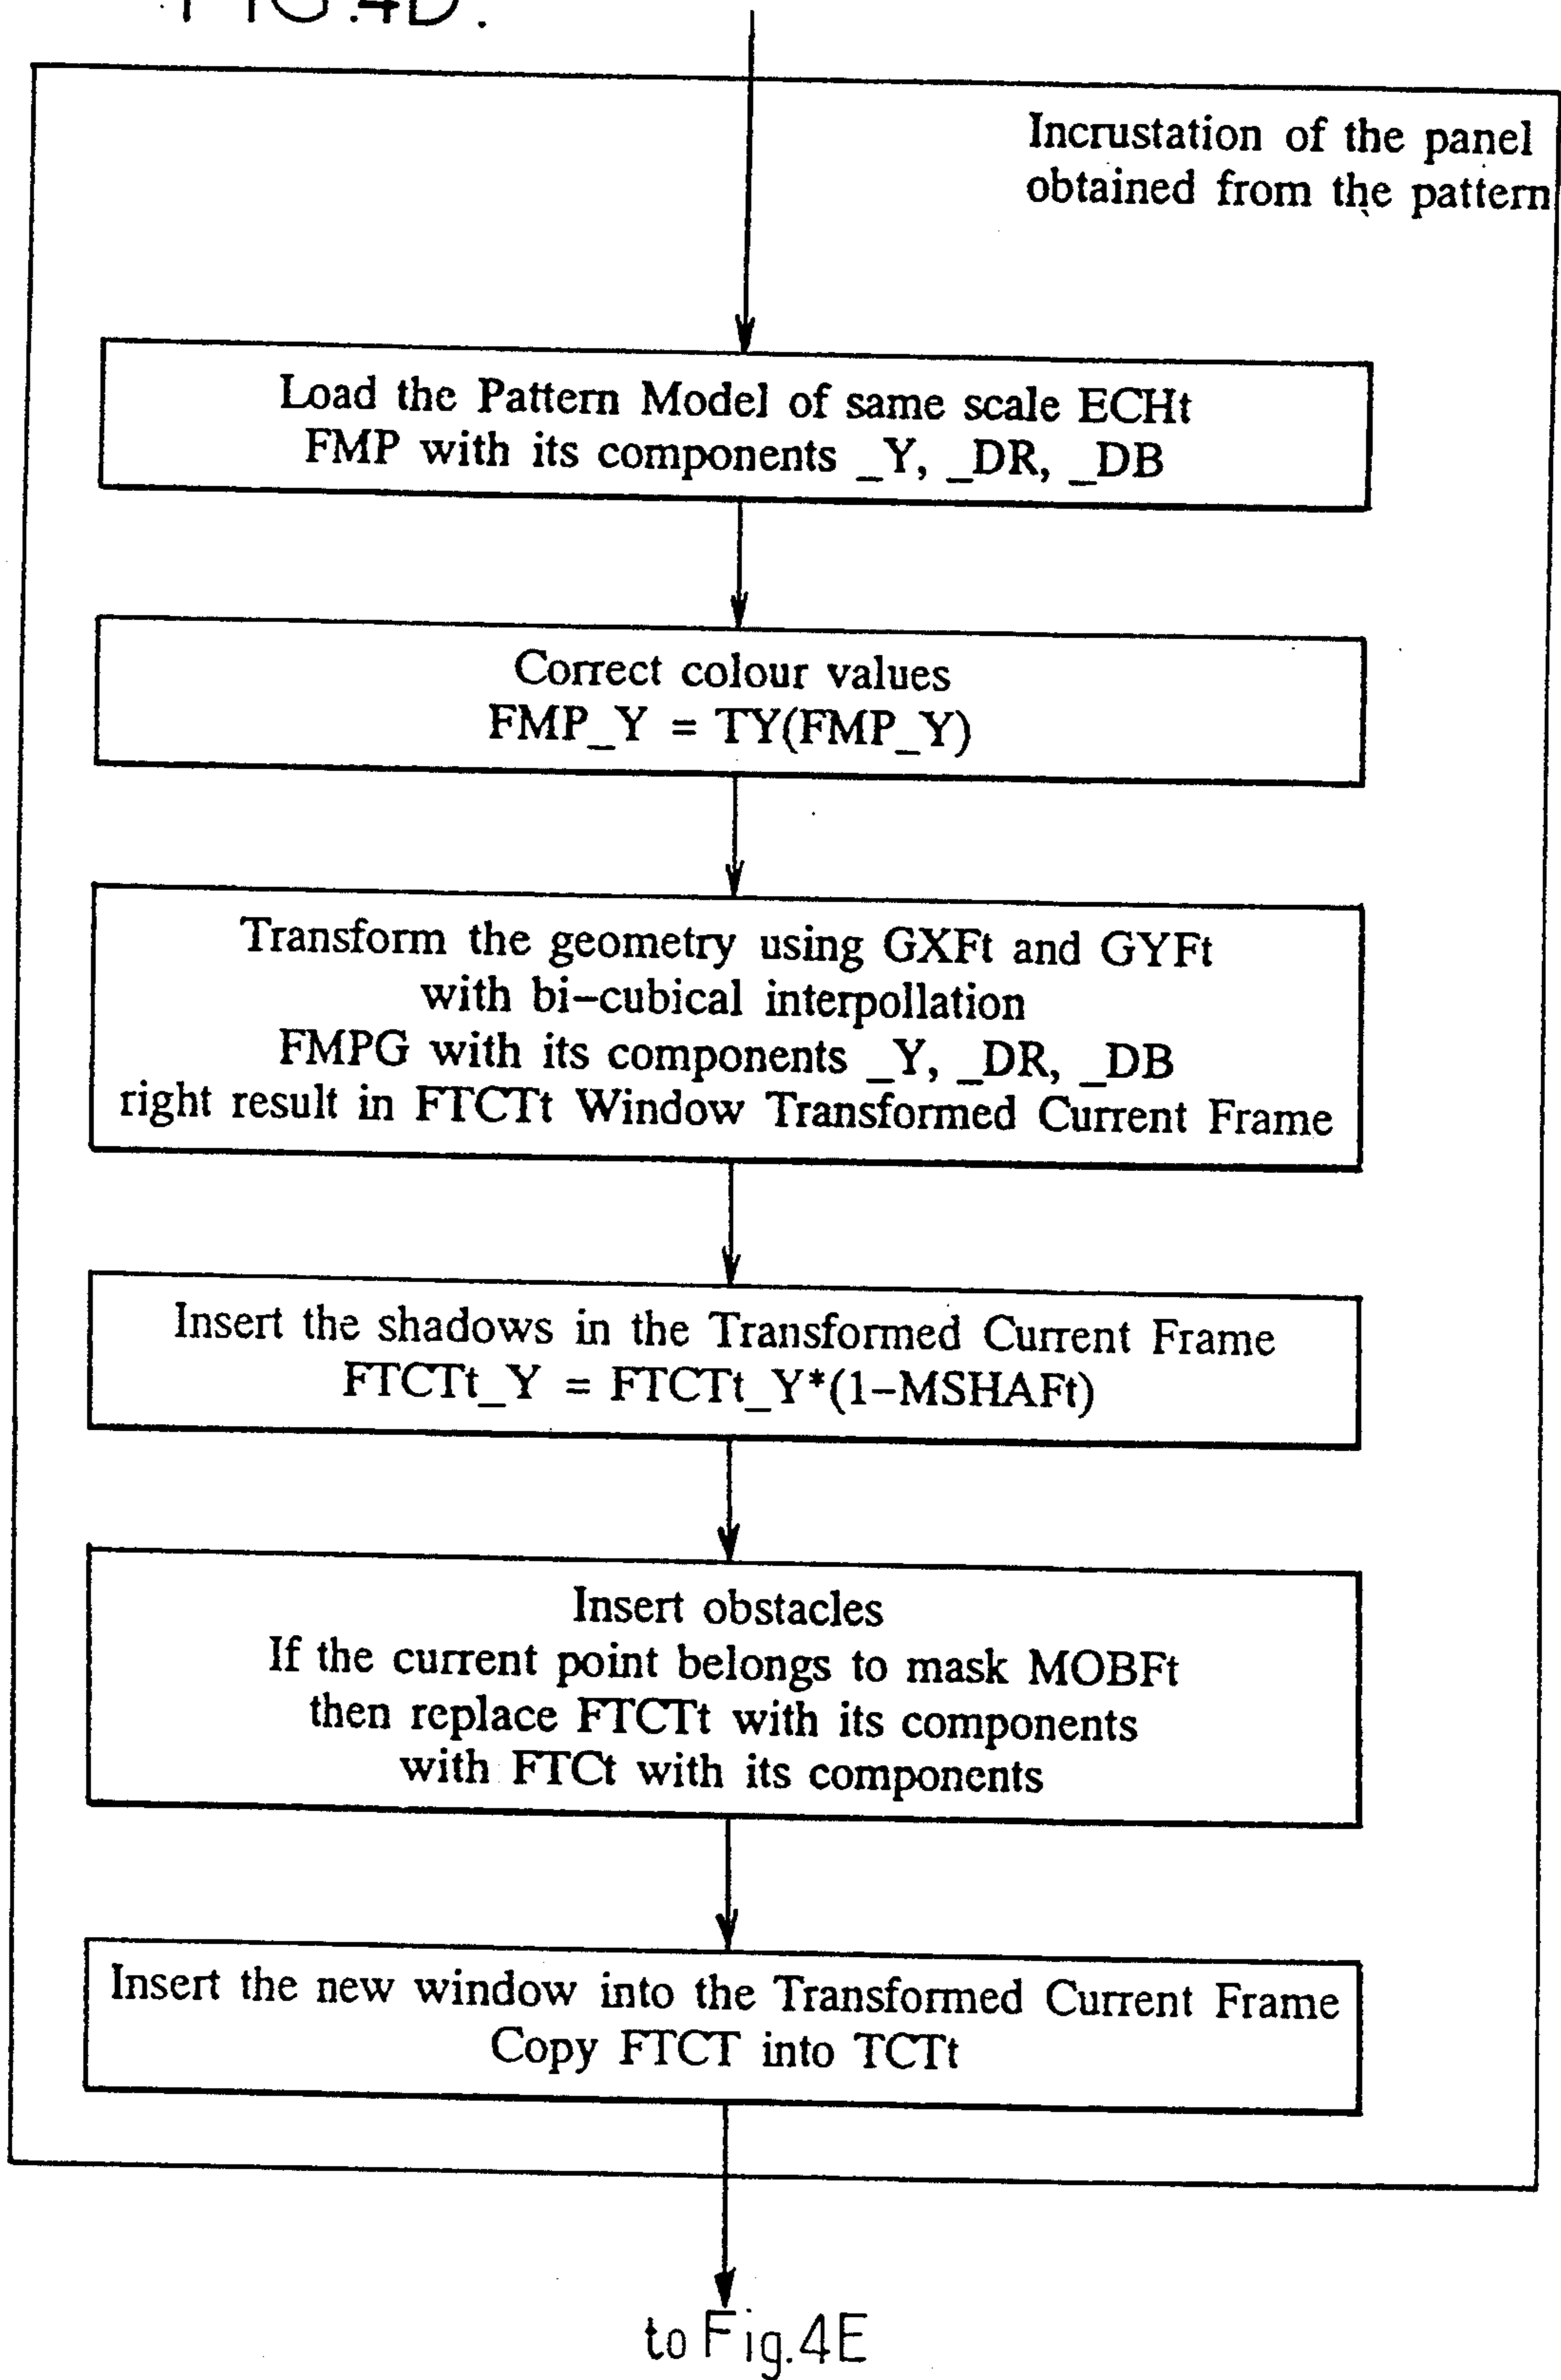 FIG.4D.
Incrustation of the panel
obtained from the pattern
Load the Pattern Model of same scale ECHt
FMP with its components _Y, _DR, _DB
Correct colour values
FMP_Y = TY(FMP_Y)
Transform the geometry using GXFt and GYFt
with bi-cubical interpollation
FMPG with its components _Y, _DR, _DB
right result in FTCTt Window Transformed Current Frame
Insert the shadows in the Transformed Current Frame
FTCTt_Y = FTCTt_Y*(1-MSHAFt)
Insert obstacles
If the current point belongs to mask MOBFt
then replace FTCTt with its components
with FTCt with its components
Insert the new window into the Transformed Current Frame
Copy FTCT into TCTt
to Fig.4E